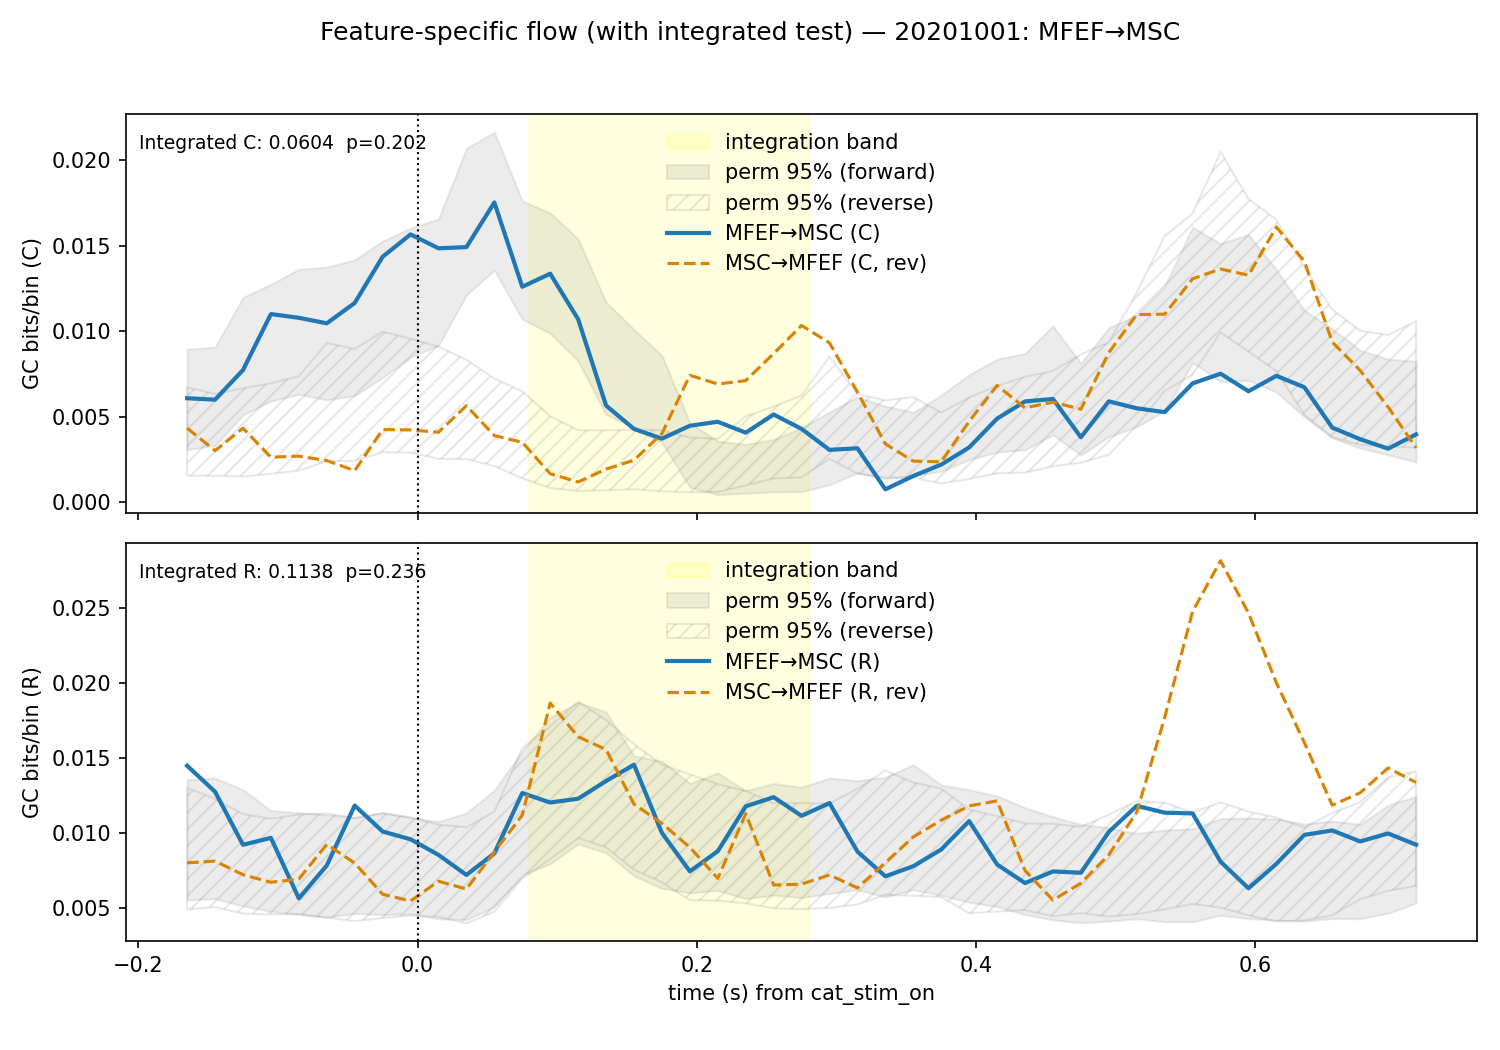 Feature-specific flow (with integrated test) — 20201001: MFEF→MSC
Integrated C: 0.0604  p=0.202
integration band
perm 95% (forward)
perm 95% (reverse)
MFEF→MSC (C)
MSC→MFEF (C, rev)
GC bits/bin (C)
0.020
0.015
0.010
0.005
0.000
Integrated R: 0.1138  p=0.236
integration band
perm 95% (forward)
perm 95% (reverse)
MFEF→MSC (R)
MSC→MFEF (R, rev)
GC bits/bin (R)
0.025
0.020
0.015
0.010
0.005
−0.2 0.0 0.2 0.4 0.6
time (s) from cat_stim_on